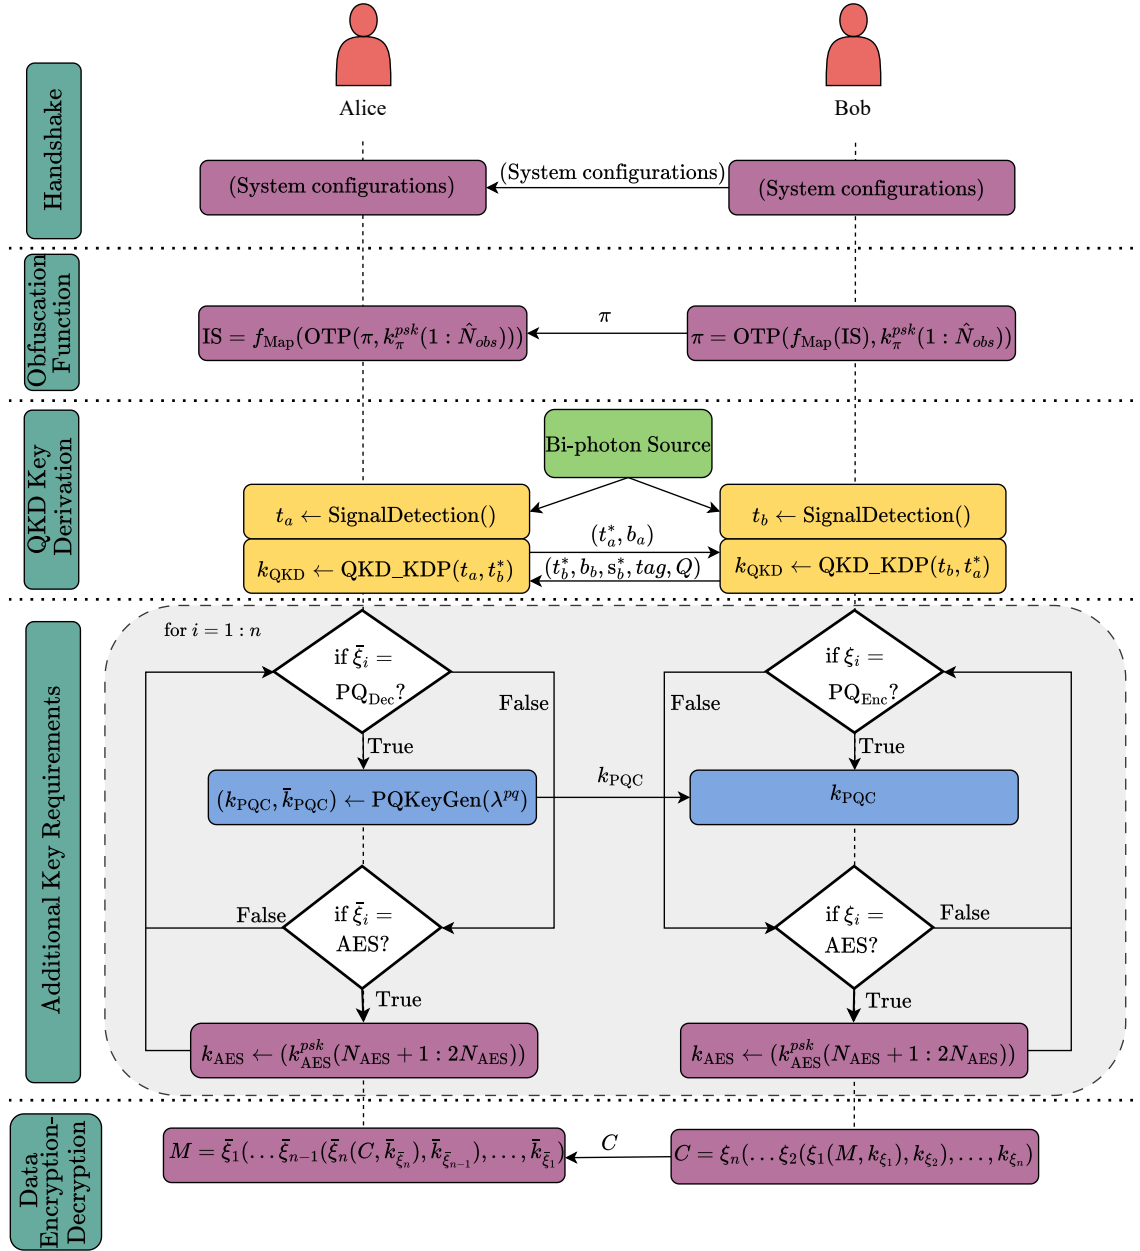 Alice
Bob
Handshake
(System configurations)
(System configurations)
(System configurations)
Obfuscation
Function
IS = f_Map(OTP(π, k_π^psk(1 : N̂_obs)))
π
π = OTP(f_Map(IS), k_π^psk(1 : N̂_obs))
QKD Key
Derivation
Bi-photon Source
t_a ← SignalDetection()
t_b ← SignalDetection()
(t_a^*, b_a)
k_QKD ← QKD_KDP(t_a, t_b^*)
(t_b^*, b_b, s_b^*, tag, Q)
k_QKD ← QKD_KDP(t_b, t_a^*)
Additional Key Requirements
for i = 1 : n
if ξ̄_i =
PQ_Dec?
if ξ_i =
PQ_Enc?
False
False
True
True
(k_PQC, k̄_PQC) ← PQKeyGen(λ^pq)
k_PQC
k_PQC
False
if ξ̄_i =
AES?
if ξ_i =
AES?
False
True
True
k_AES ← (k_AES^psk(N_AES + 1 : 2N_AES))
k_AES ← (k_AES^psk(N_AES + 1 : 2N_AES))
Data
Encryption-
Decryption
M = ξ̄_1(… ξ̄_{n-1}(ξ̄_n(C, k̄_{ξ̄_n}), k̄_{ξ̄_{n-1}}), …, k̄_{ξ̄_1})
C
C = ξ_n(… ξ_2(ξ_1(M, k_{ξ_1}), k_{ξ_2}), …, k_{ξ_n})